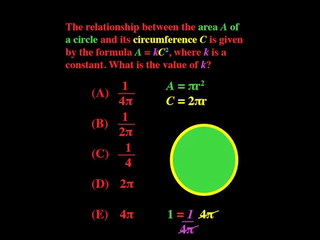 The relationship between the area A of
a circle and its circumference C is given
by the formula A = kC², where k is a
constant. What is the value of k?
(A) 1/4π
A = πr²
C = 2πr
(B) 1/2π
(C) 1/4
(D) 2π
(E) 4π
1 = 1 4π
4π